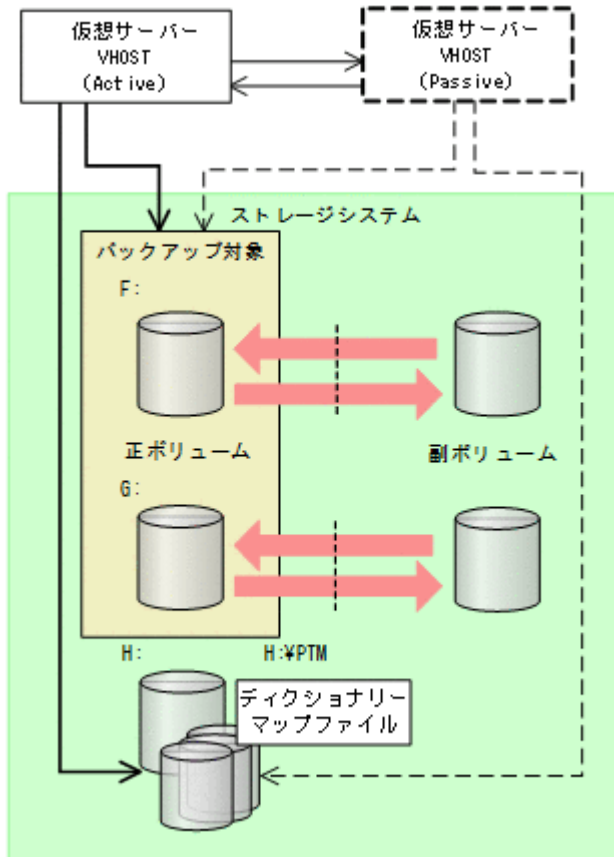 仮想サーバー
VHOST
(Active)
仮想サーバー
VHOST
(Passive)
ストレージシステム
バックアップ対象
F:
正ボリューム
副ボリューム
G:
H:
H:¥PTM
ディクショナリー
マップファイル